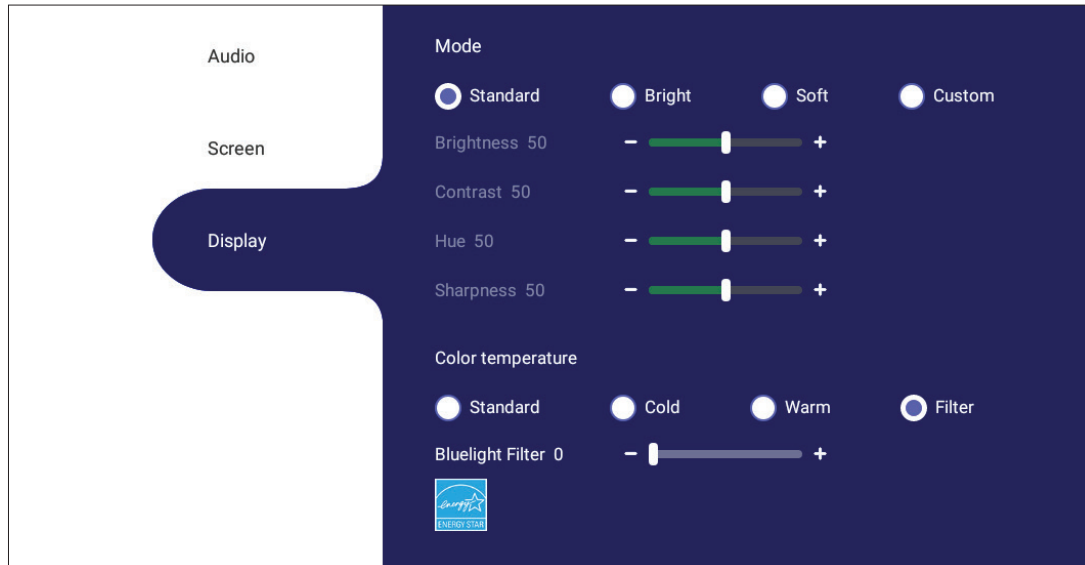 Audio
Screen
Display
Mode
Standard Bright Soft Custom
Brightness 50 - +
Contrast 50 - +
Hue 50 - +
Sharpness 50 - +
Color temperature
Standard Cold Warm Filter
Bluelight Filter 0 - +
energy
ENERGY STAR